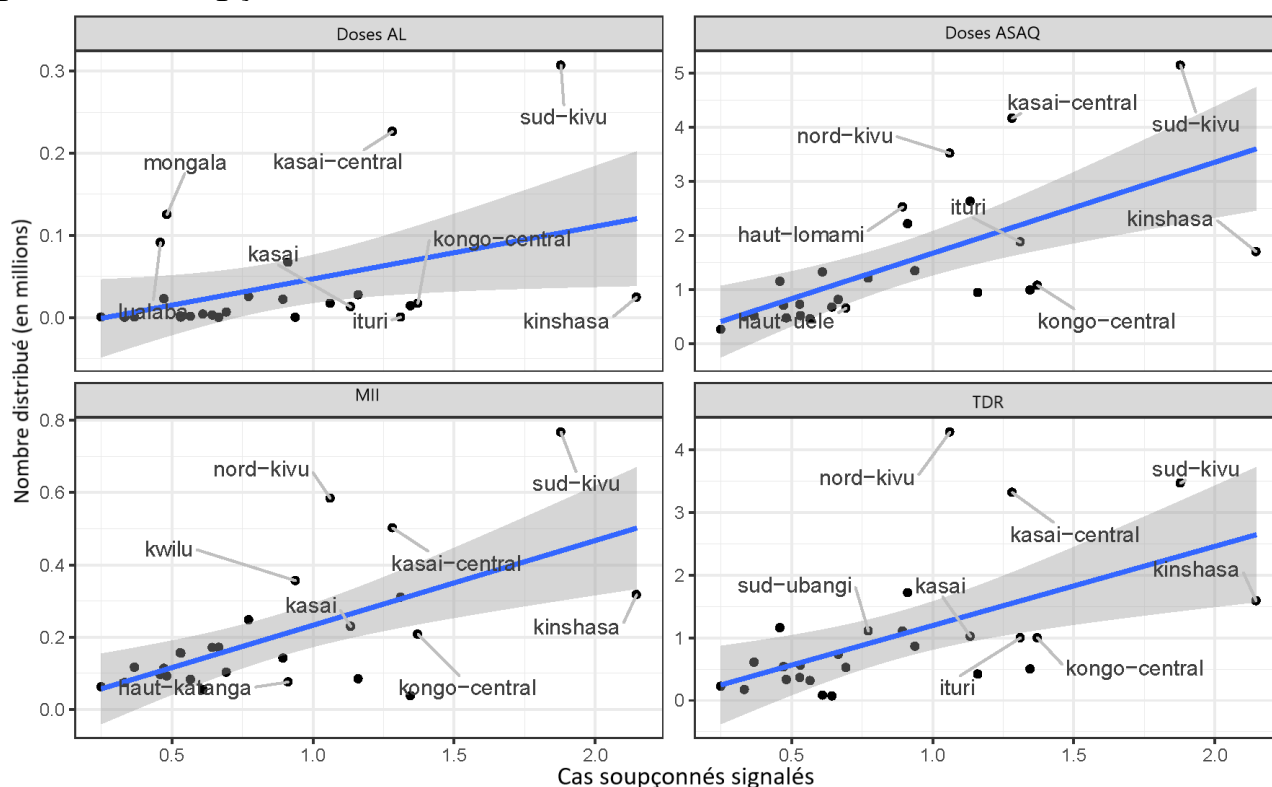 Doses AL
Doses ASAQ
0.3
0.2
0.1
0.0
mongala
kasai-central
sud-kivu
kasai
kongo-central
lualaba
ituri
kinshasa
5
4
3
2
1
0
kasai-central
nord-kivu
sud-kivu
ituri
haut-lomami
kinshasa
haut-uele
kongo-central
Nombre distribué (en millions)
MII
TDR
0.8
0.6
0.4
0.2
0.0
nord-kivu
sud-kivu
kwilu
kasai-central
kasai
kinshasa
haut-katanga
kongo-central
4
3
2
1
0
nord-kivu
sud-kivu
kasai-central
sud-ubangi
kasai
kinshasa
ituri
kongo-central
0.5
1.0
1.5
2.0
0.5
1.0
1.5
2.0
Cas soupçonnés signalés